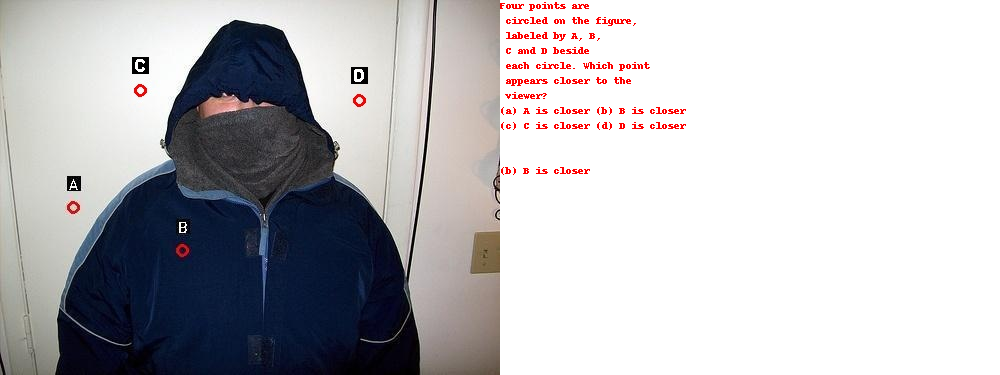 C
D
A
B
Four points are
circled on the figure,
labeled by A, B,
C and D beside
each circle. Which point
appears closer to the
viewer?
(a) A is closer (b) B is closer
(c) C is closer (d) D is closer
(b) B is closer